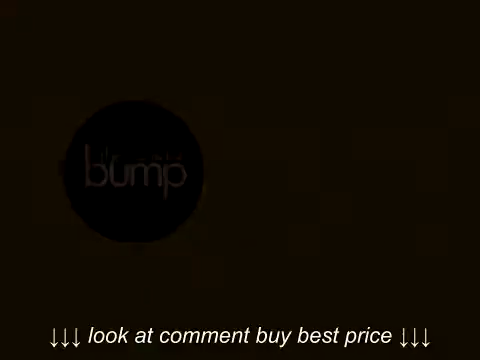 bump
↓↓↓ look at comment buy best price ↓↓↓